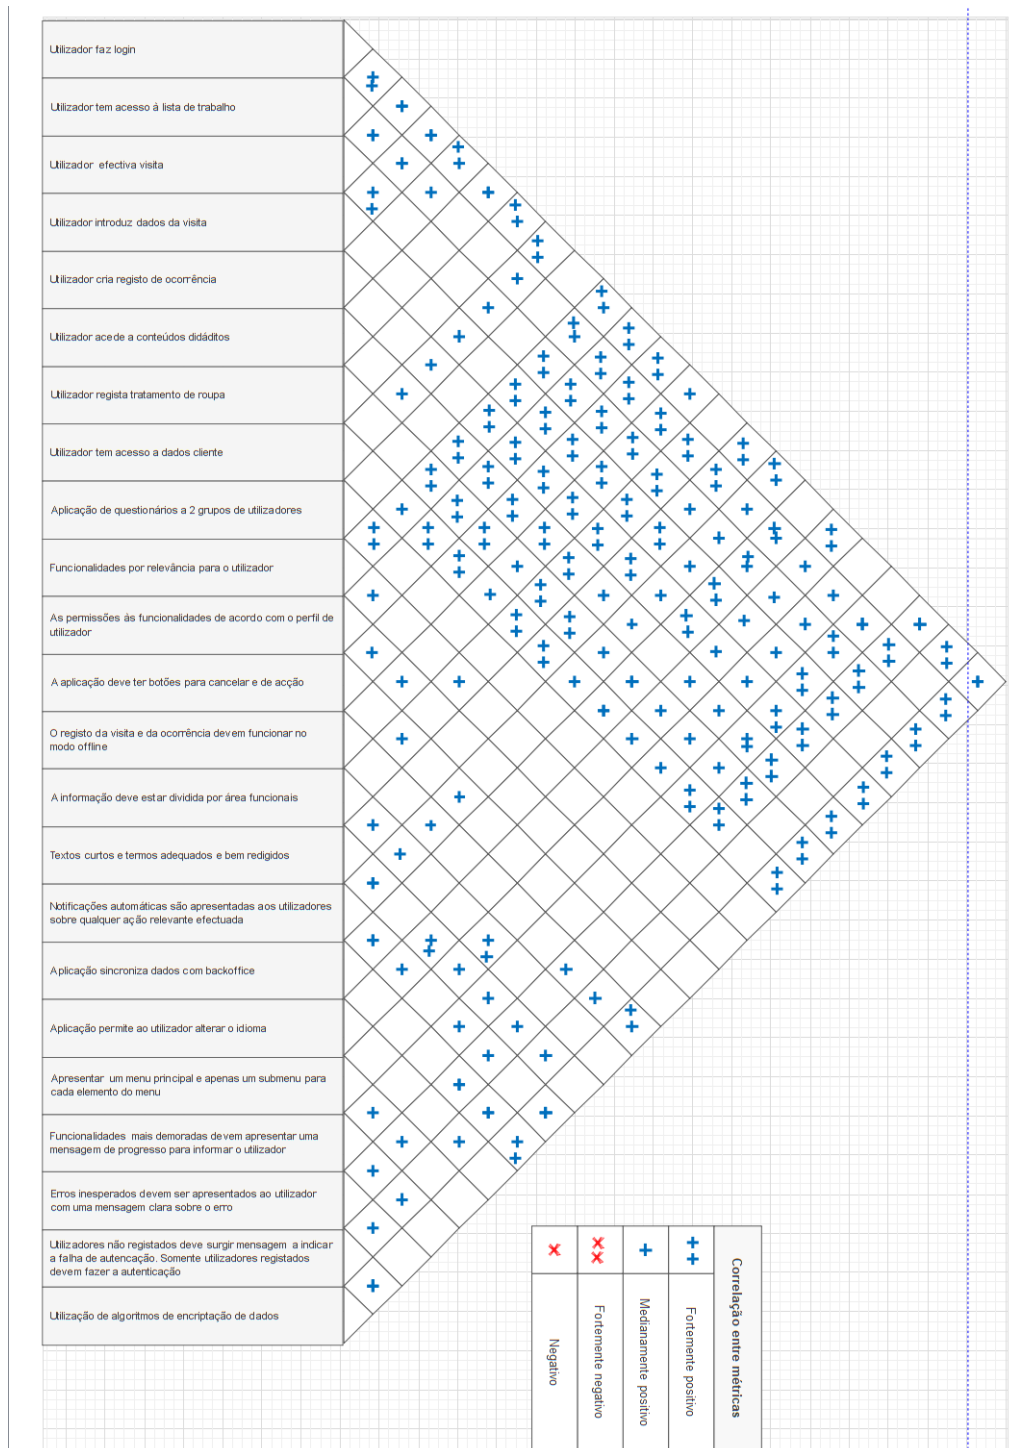 Utilizador faz login
Utilizador tem acesso á lista de trabalho
Utilizador efectiva visita
Utilizador introduz dados da visita
Utilizador cria registo de ocorrência
Utilizador acede a conteúdos didáditos
Utilizador regista tratamento de roupa
Utilizador tem acesso a dados cliente
Aplicação de questionários a 2 grupos de utilizadores
Funcionalidades por relevância para o utilizador
As permissões ás funcionalidades de acordo com o perfil de
utilizador
A aplicação deve ter botões para cancelar e de acção
O registo da visita e da ocorrência devem funcionar no
modo offline
A informação deve estar dividida por área funcionais
Textos curtos e termos adequados e bem redigidos
Notificações automáticas são apresentadas aos utilizadores
sobre qualquer ação relevante efectuada
Aplicação sincroniza dados com backoffice
Aplicação permite ao utilizador alterar o idioma
Apresentar um menu principal e apenas um submenu para
cada elemento do menu
Funcionalidades mais demoradas devem apresentar uma
mensagem de progresso para informar o utilizador
Erros inesperados devem ser apresentados ao utilizador
com uma mensagem clara sobre o erro
Utilizadores não registados deve surgir mensagem a indicar
a falha de autencação. Somente utilizadores registados
devem fazer a autenticação
Utilização de algoritmos de encriptação de dados
Correlação entre métricas
Fortemente positivo
Medianamente positivo
Fortemente negativo
Negativo